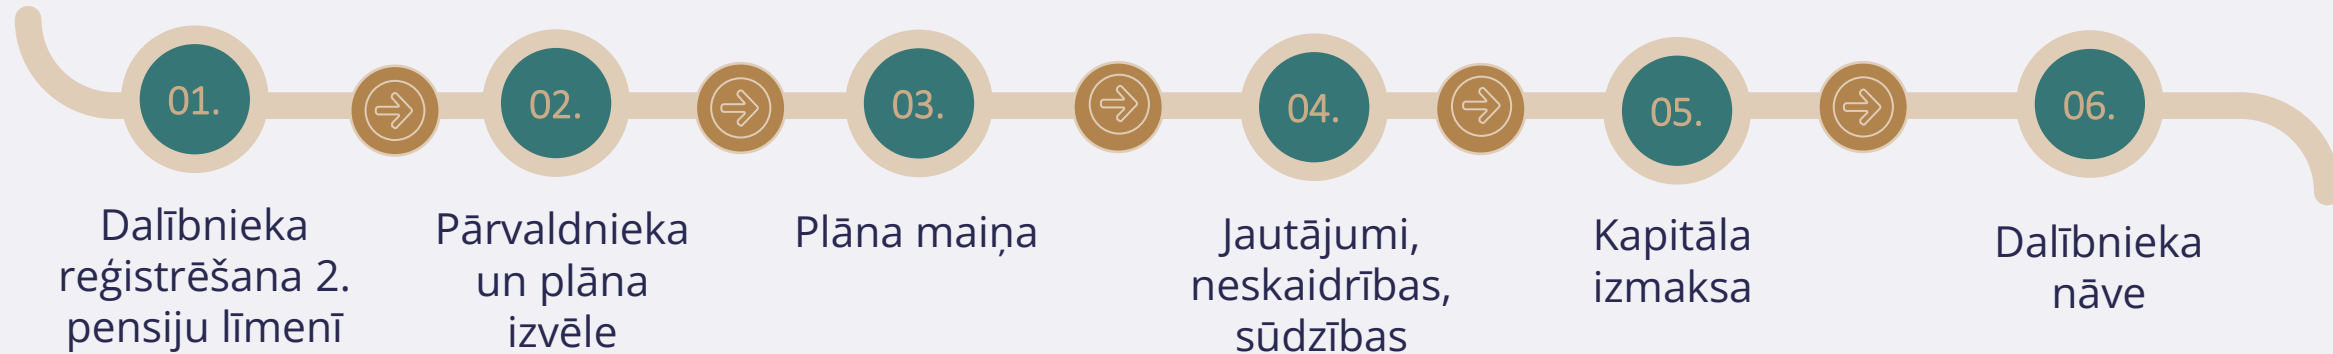 01.
02.
03.
04.
05.
06.
Dalībnieka
reģistrēšana 2.
pensiju līmenī
Pārvaldnieka
un plāna
izvēle
Plāna maiņa
Jautājumi,
neskaidrības,
sūdzības
Kapitāla
izmaksa
Dalībnieka
nāve